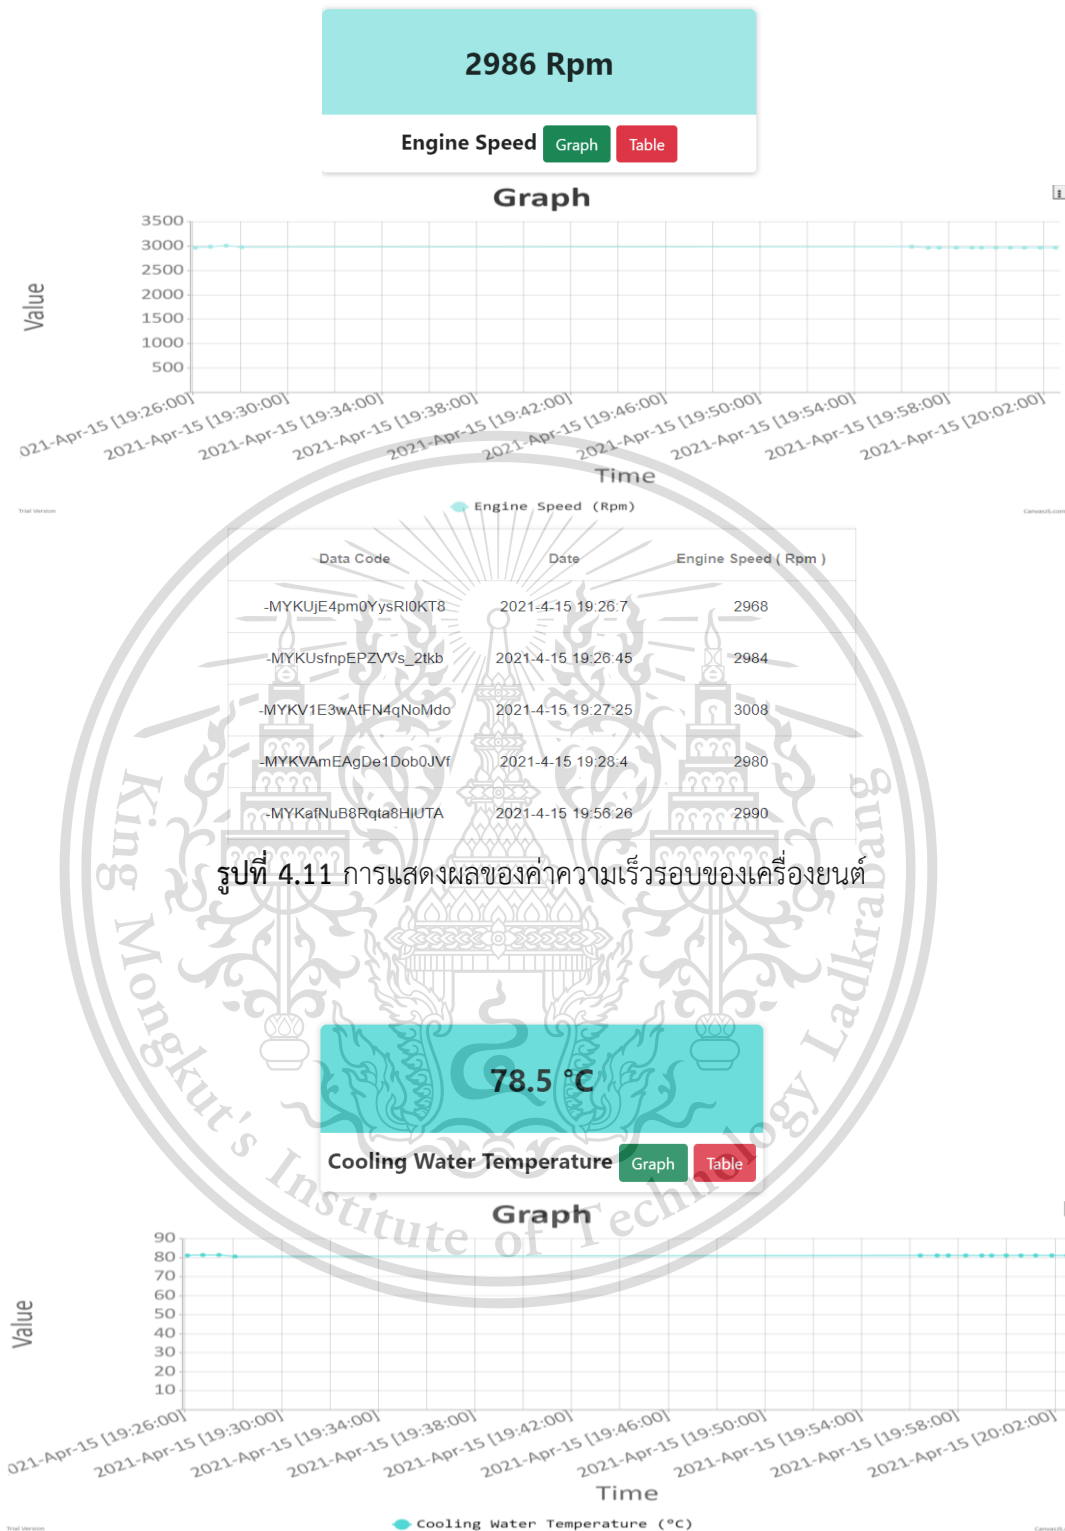 2986 Rpm
Engine Speed Graph Table
Graph
3500
3000
2500
2000
1500
1000
500
Value
021-Apr-15 [19:26:00]
2021-Apr-15 [19:30:00]
2021-Apr-15 [19:34:00]
2021-Apr-15 [19:38:00]
2021-Apr-15 [19:42:00]
2021-Apr-15 [19:46:00]
2021-Apr-15 [19:50:00]
2021-Apr-15 [19:54:00]
2021-Apr-15 [19:58:00]
2021-Apr-15 [20:02:00]
Time
Engine Speed (Rpm)
Trial Version
CanvasJS.com
Data Code Date Engine Speed ( Rpm )
-MYKUjE4pm0YysRl0KT8 2021-4-15 19:26:7 2968
-MYKUsfnpEPZVVs_2tkb 2021-4-15 19:26:45 2984
-MYKV1E3wAtFN4qNoMdo 2021-4-15 19:27:25 3008
-MYKVAmEAgDe1Dob0JVf 2021-4-15 19:28:4 2980
-MYKafNuB8Rqta8HlUTA 2021-4-15 19:56:26 2990
รูปที่ 4.11 การแสดงผลของค่าความเร็วรอบของเครื่องยนต์
King Mongkut's Institute of Technology Ladkrabang
78.5 °C
Cooling Water Temperature Graph Table
Graph
90
80
70
60
50
40
30
20
10
Value
021-Apr-15 [19:26:00]
2021-Apr-15 [19:30:00]
2021-Apr-15 [19:34:00]
2021-Apr-15 [19:38:00]
2021-Apr-15 [19:42:00]
2021-Apr-15 [19:46:00]
2021-Apr-15 [19:50:00]
2021-Apr-15 [19:54:00]
2021-Apr-15 [19:58:00]
2021-Apr-15 [20:02:00]
Time
Cooling Water Temperature (°C)
Trial Version
CanvasJS.c